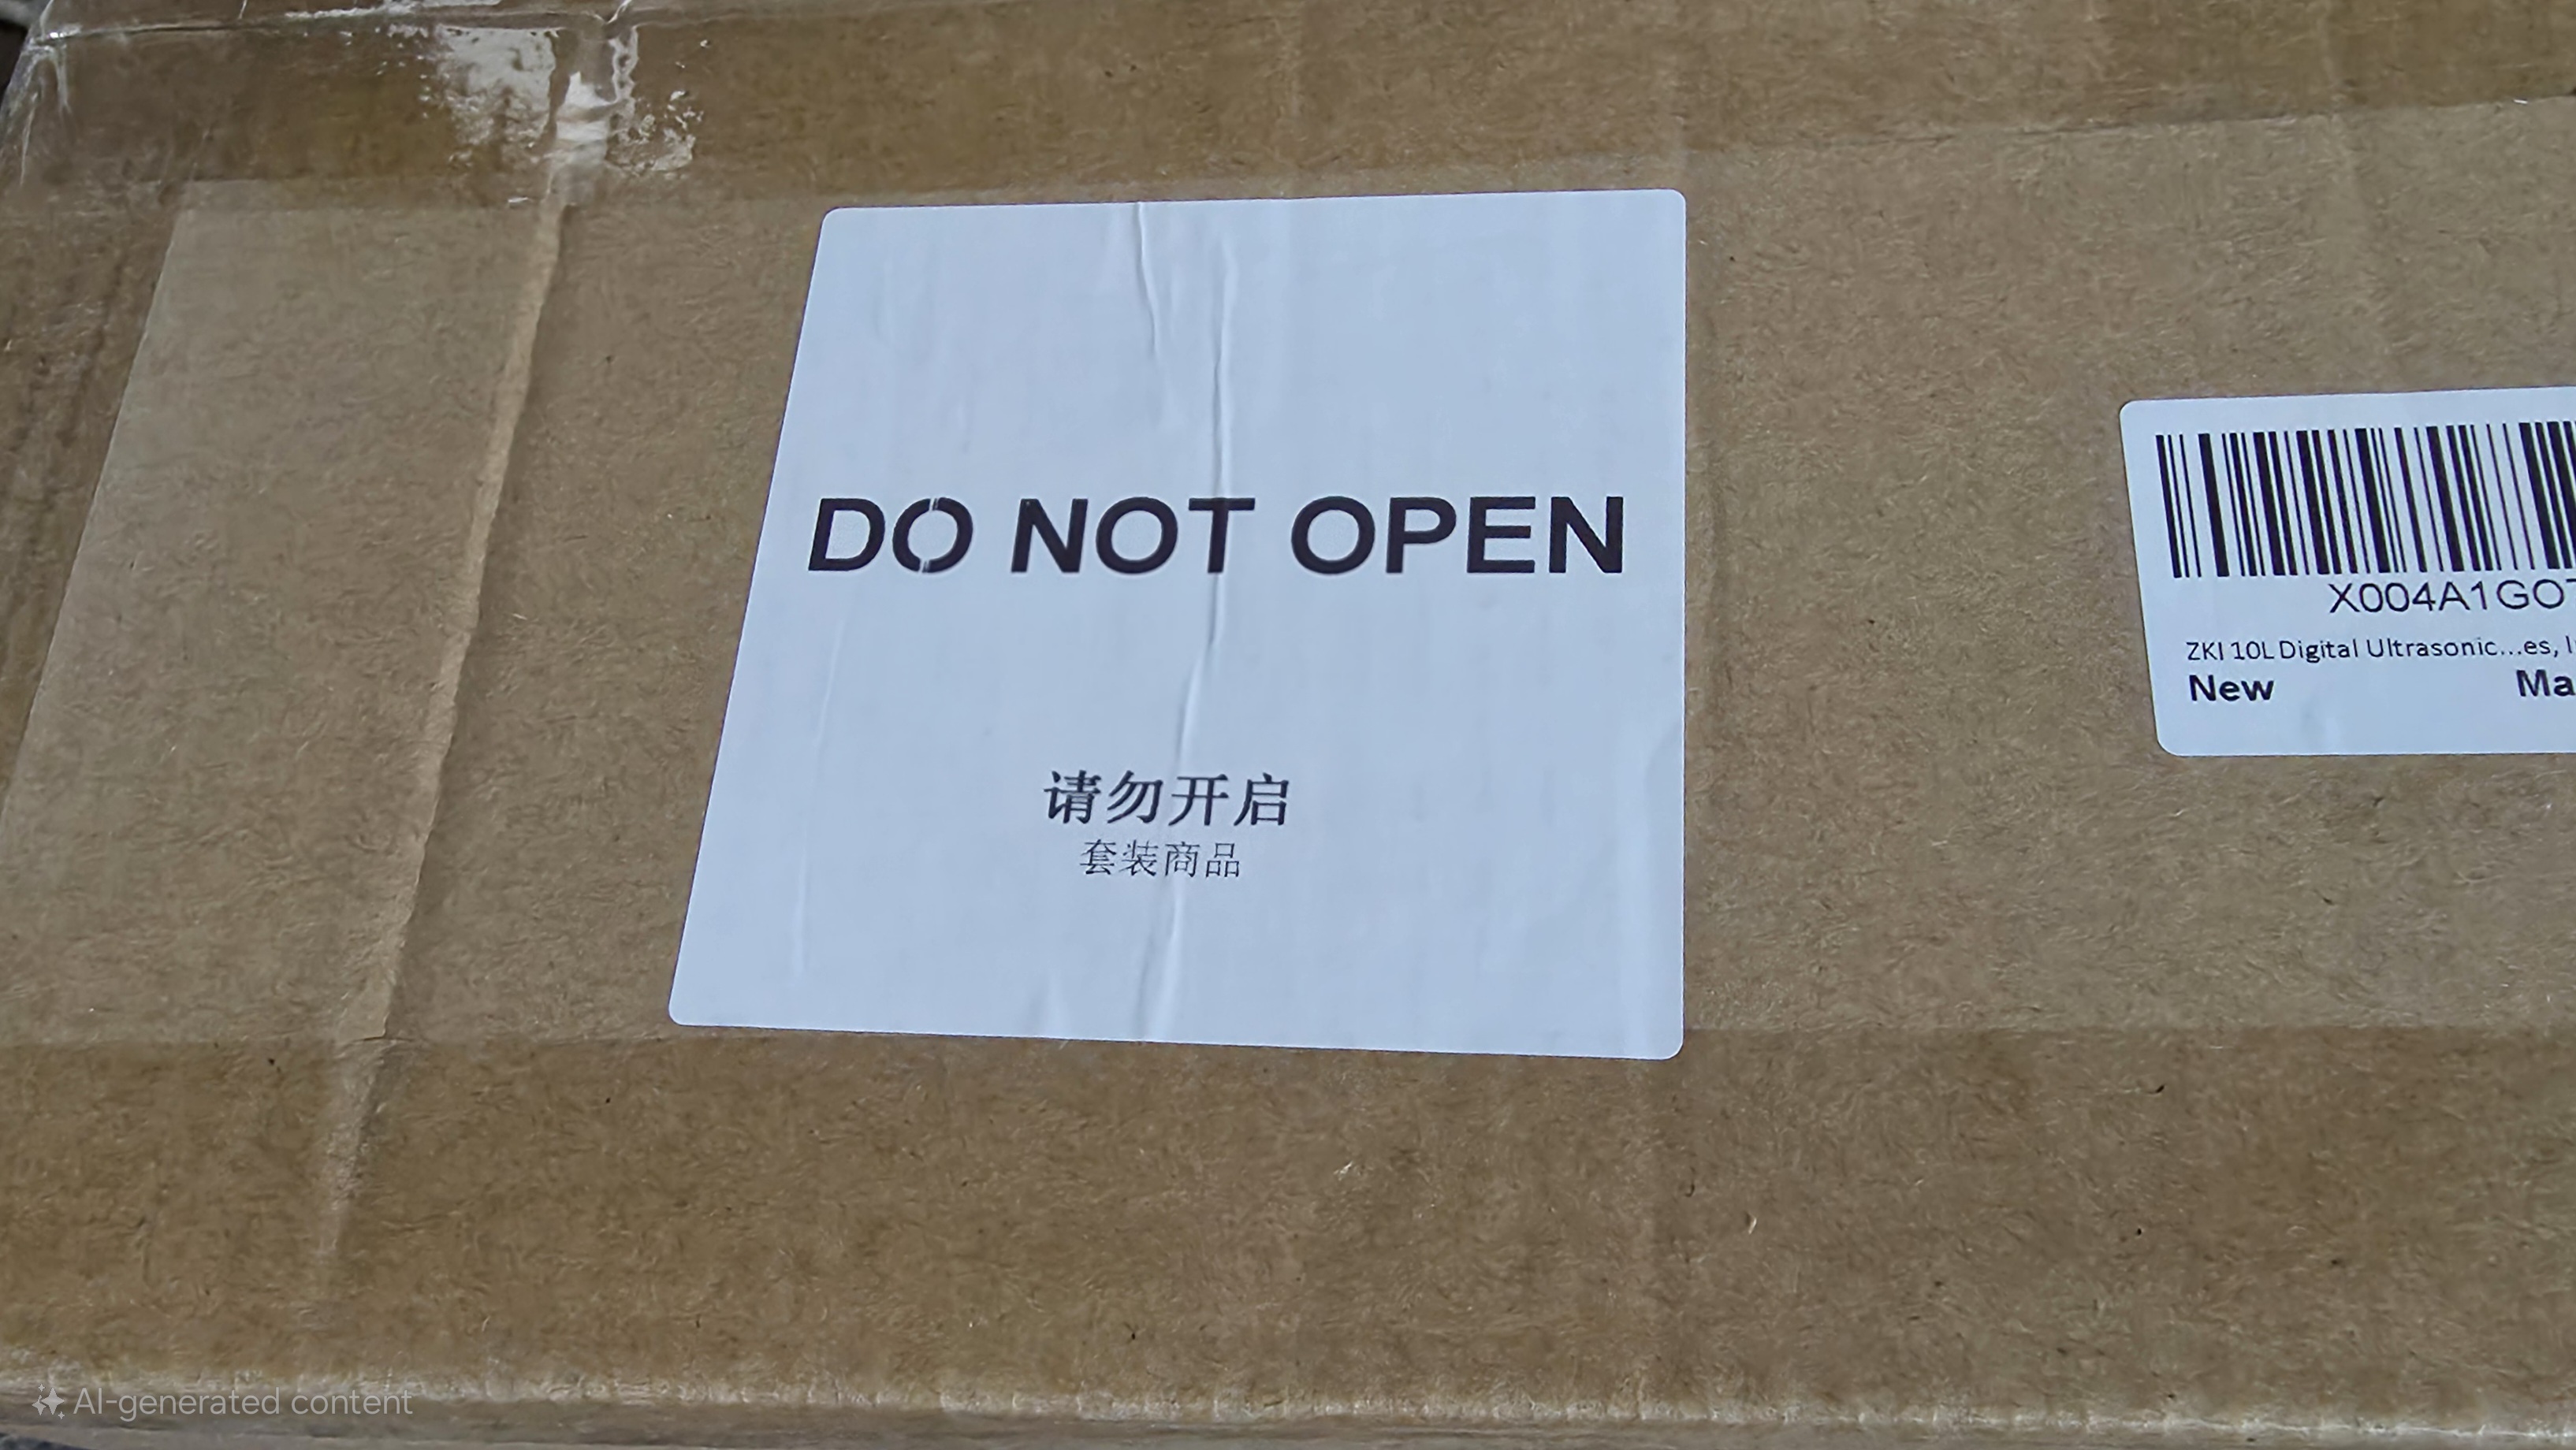 DO NOT OPEN
请勿开启
套装商品
X004A1GO
ZKI 10L Digital Ultrasonic...es,
New
AI-generated content